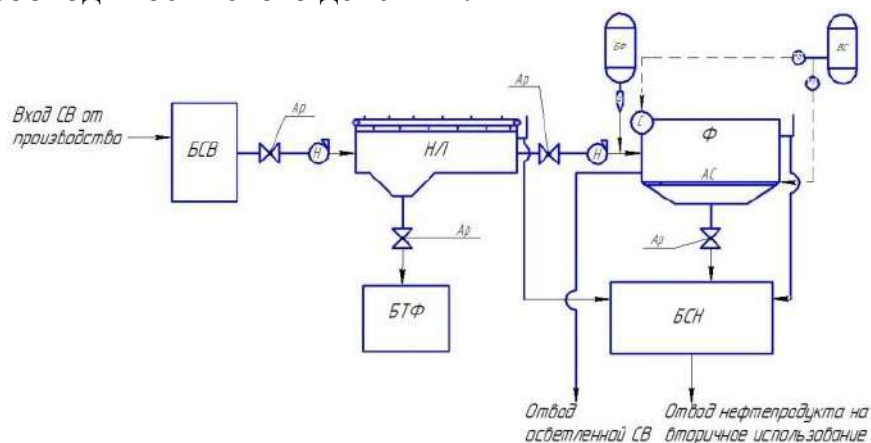 БФ
ВС
Ар
Ар
Вход СВ от
производства
БСВ
Н
НЛ
Н
С
Ф
АС
Ар
Ар
БТФ
БСН
Отвод
осветленной СВ
Отвод нефтепродукта на
вторичное использование